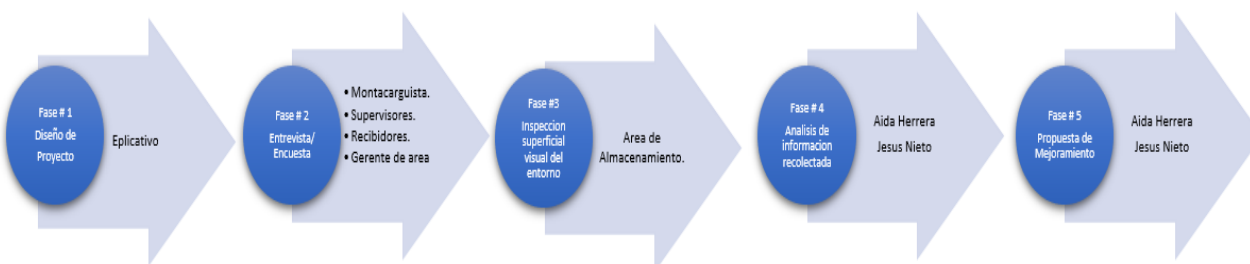 Fase # 1
Diseño de
Proyecto
Eplicativo
Fase # 2
Entrevista/
Encuesta
• Montacarguista.
• Supervisores.
• Recibidores.
• Gerente de area
Fase #3
Inspeccion
superficial
visual del
entorno
Area de
Almacenamiento.
Fase # 4
Analisis de
informacion
recolectada
Aida Herrera
Jesus Nieto
Fase # 5
Propuesta de
Mejoramiento
Aida Herrera
Jesus Nieto